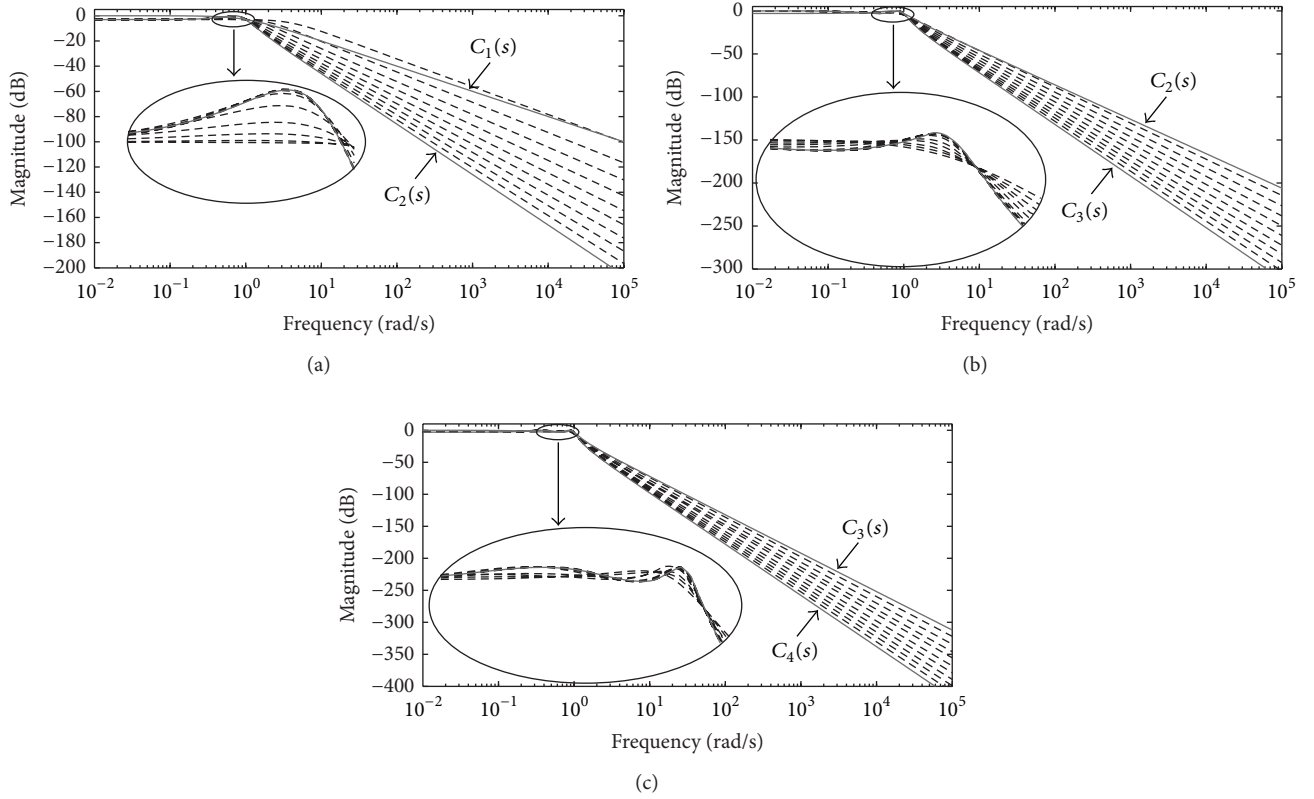 0
−20
−40
−60
−80
−100
−120
−140
−160
−180
−200
Magnitude (dB)
C₁(s)
C₂(s)
10⁻² 10⁻¹ 10⁰ 10¹ 10² 10³ 10⁴ 10⁵
Frequency (rad/s)
(a)
0
−50
−100
−150
−200
−250
−300
Magnitude (dB)
C₂(s)
C₃(s)
10⁻² 10⁻¹ 10⁰ 10¹ 10² 10³ 10⁴ 10⁵
Frequency (rad/s)
(b)
0
−50
−100
−150
−200
−250
−300
−350
−400
Magnitude (dB)
C₃(s)
C₄(s)
10⁻² 10⁻¹ 10⁰ 10¹ 10² 10³ 10⁴ 10⁵
Frequency (rad/s)
(c)